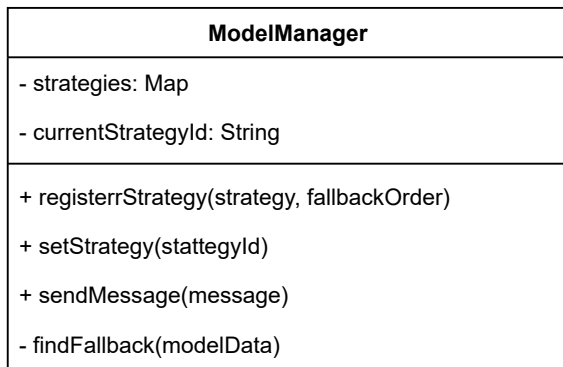 ModelManager
- strategies: Map
- currentStrategyId: String
+ registerrStrategy(strategy, fallbackOrder)
+ setStrategy(stattegyId)
+ sendMessage(message)
- findFallback(modelData)